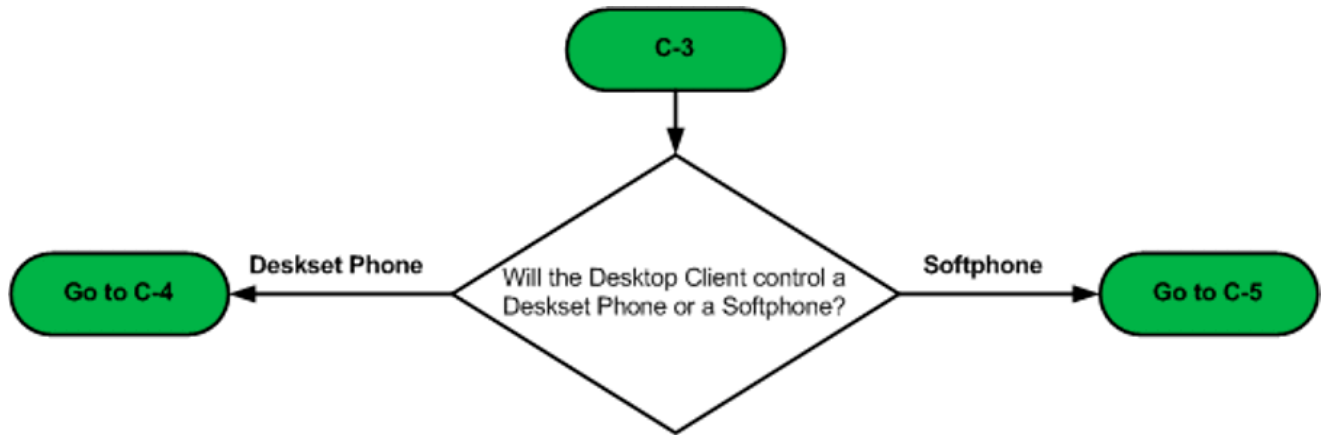 C-3
Deskset Phone
Softphone
Will the Desktop Client control a
Deskset Phone or a Softphone?
Go to C-4
Go to C-5